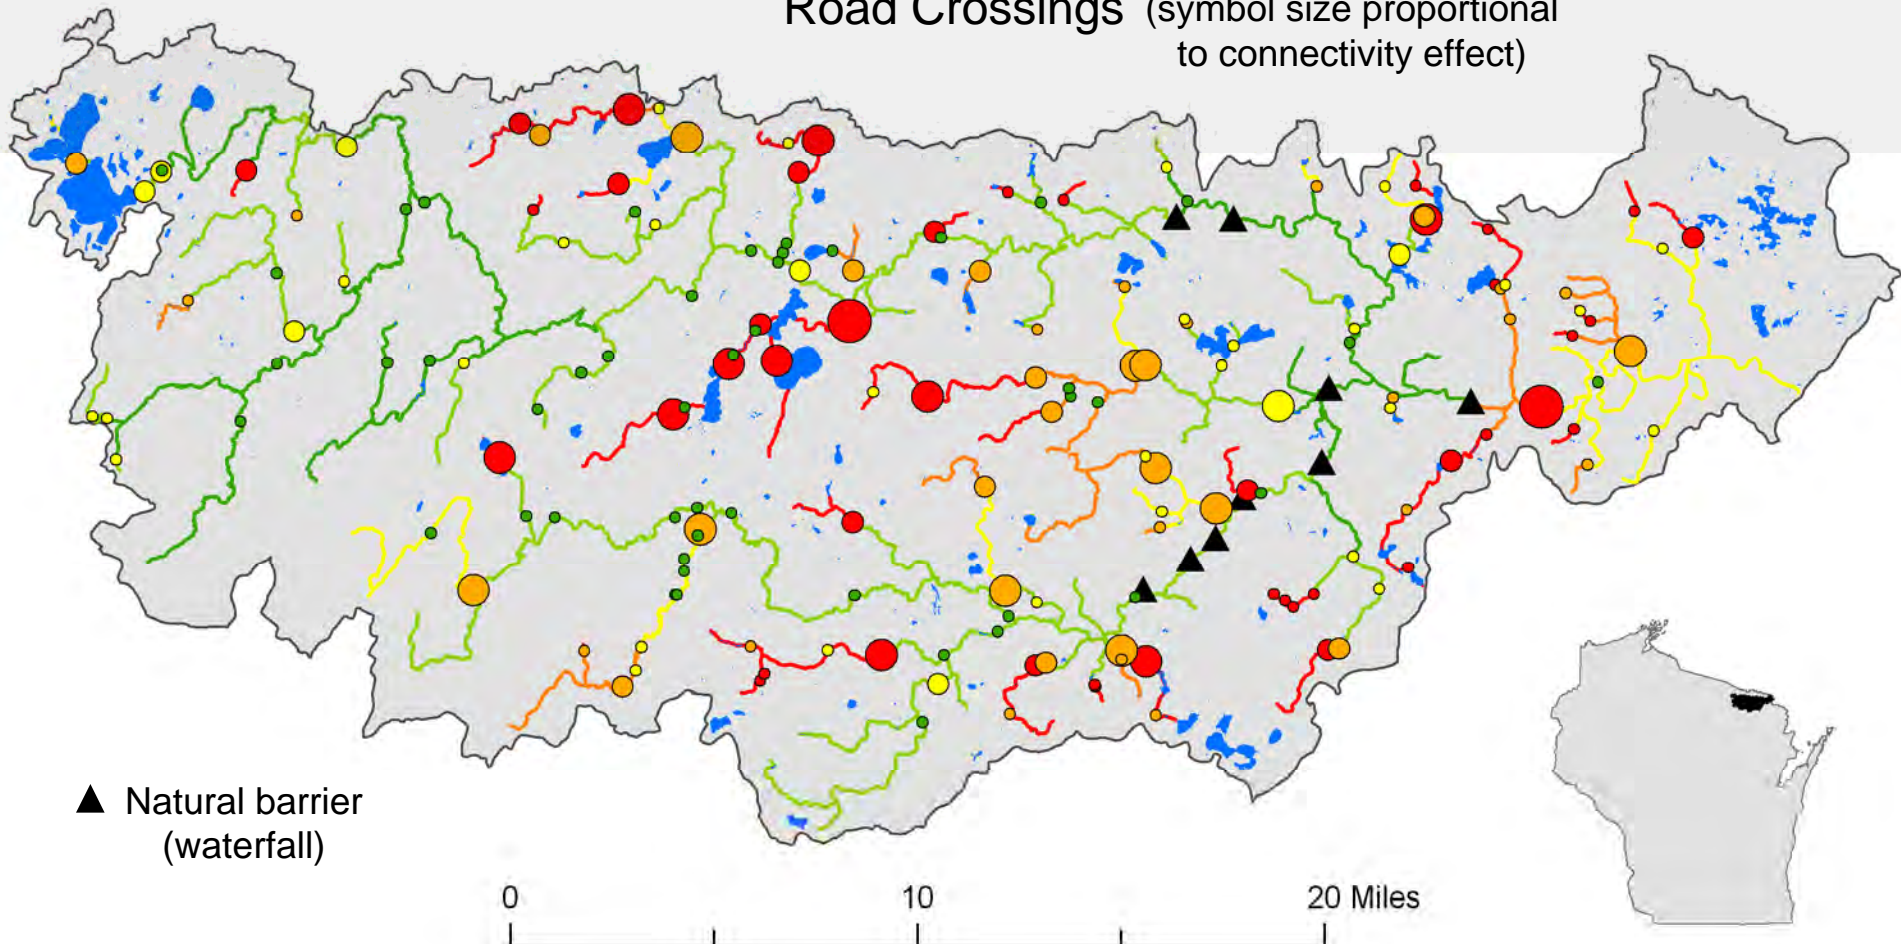 Road Crossings (symbol size proportional
to connectivity effect)
Natural barrier
(waterfall)
0 10 20 Miles